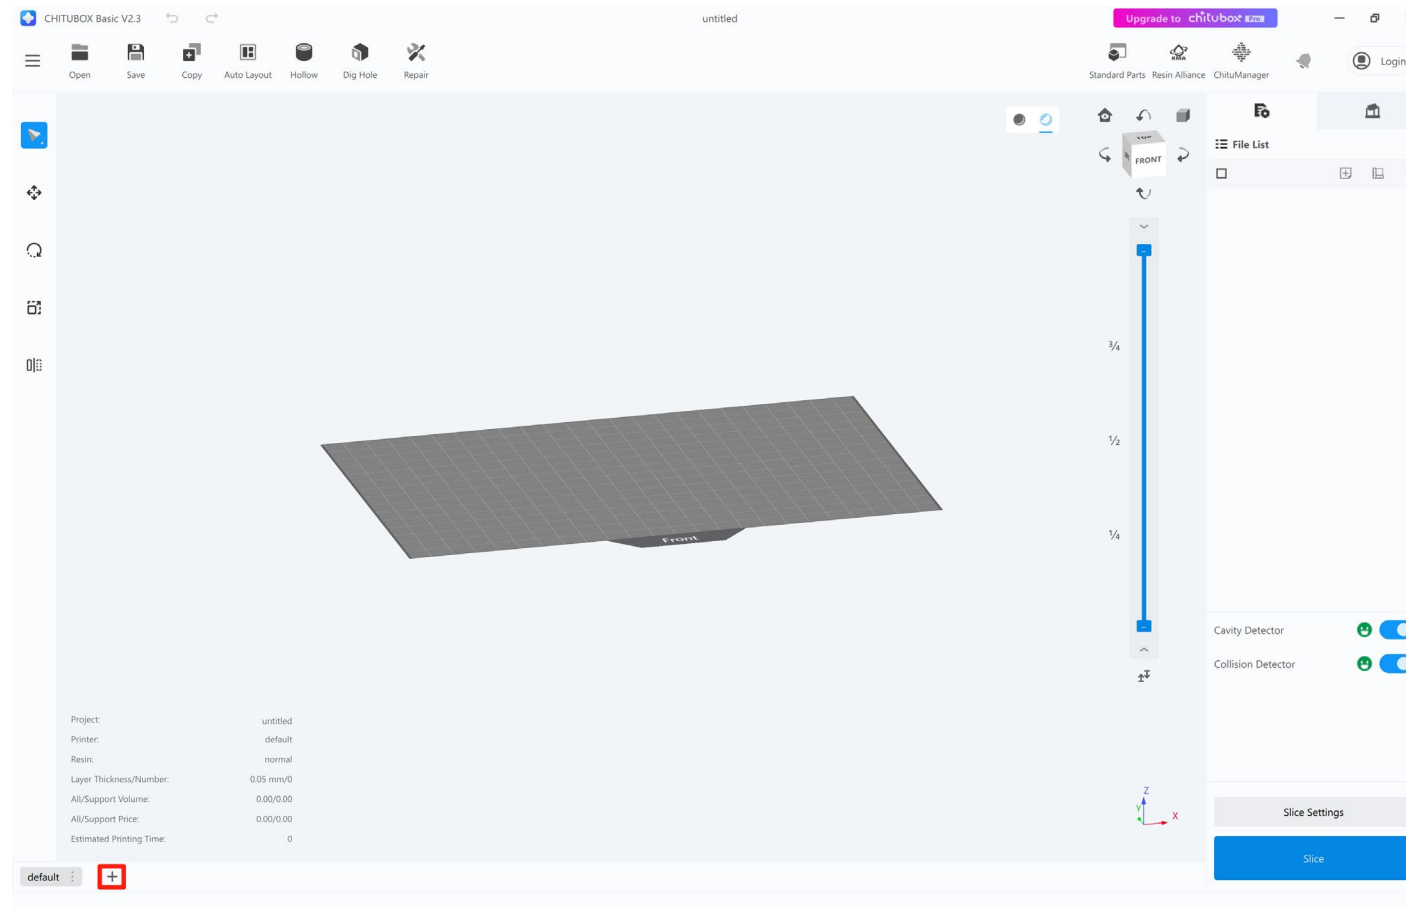 CHITUBOX Basic V2.3
untitled
Upgrade to chitubox Pro
Open
Save
Copy
Auto Layout
Hollow
Dig Hole
Repair
Standard Parts
Resin Alliance
ChituManager
Login
RMA
TOP
FRONT
File List
3/4
1/2
1/4
Front
Cavity Detector
Collision Detector
Project: untitled
Printer: default
Resin: normal
Layer Thickness/Number: 0.05 mm/0
All/Support Volume: 0.00/0.00
All/Support Price: 0.00/0.00
Estimated Printing Time: 0
Z
Y
X
Slice Settings
Slice
default